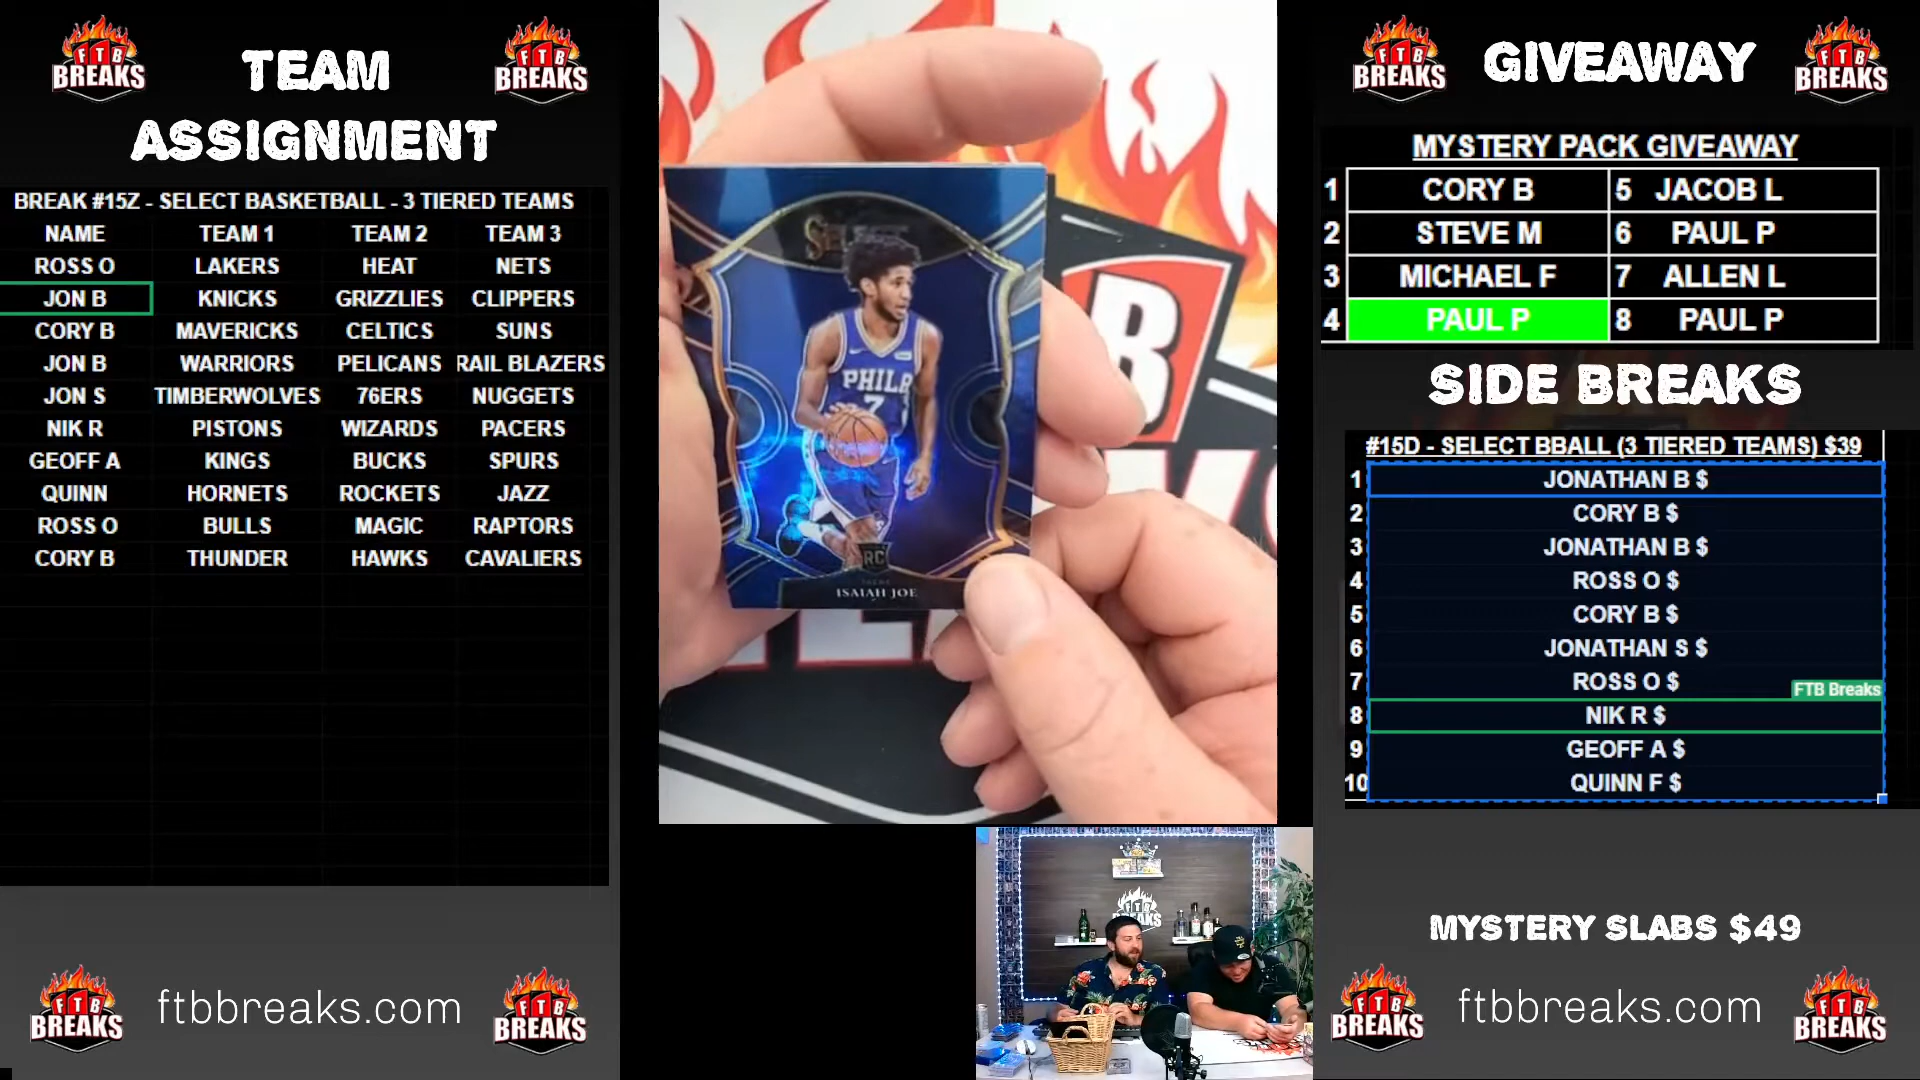 FTB
BREAKS
TEAM
ASSIGNMENT
FTB
BREAKS
BREAK #15Z - SELECT BASKETBALL - 3 TIERED TEAMS
NAME TEAM 1 TEAM 2 TEAM 3
ROSS O LAKERS HEAT NETS
JON B KNICKS GRIZZLIES CLIPPERS
CORY B MAVERICKS CELTICS SUNS
JON B WARRIORS PELICANS RAIL BLAZERS
JON S TIMBERWOLVES 76ERS NUGGETS
NIK R PISTONS WIZARDS PACERS
GEOFF A KINGS BUCKS SPURS
QUINN HORNETS ROCKETS JAZZ
ROSS O BULLS MAGIC RAPTORS
CORY B THUNDER HAWKS CAVALIERS
FTB
BREAKS
ftbbreaks.com
FTB
BREAKS
SELECT
PHILA
7
RC
ISAIAH JOE
B
FTB
BREAKS
FTB
BREAKS
GIVEAWAY
FTB
BREAKS
MYSTERY PACK GIVEAWAY
1 CORY B 5 JACOB L
2 STEVE M 6 PAUL P
3 MICHAEL F 7 ALLEN L
4 PAUL P 8 PAUL P
SIDE BREAKS
#15D - SELECT BBALL (3 TIERED TEAMS) $39
1 JONATHAN B $
2 CORY B $
3 JONATHAN B $
4 ROSS O $
5 CORY B $
6 JONATHAN S $
7 ROSS O $
FTB Breaks
8 NIK R $
9 GEOFF A $
10 QUINN F $
MYSTERY SLABS $49
FTB
BREAKS
ftbbreaks.com
FTB
BREAKS